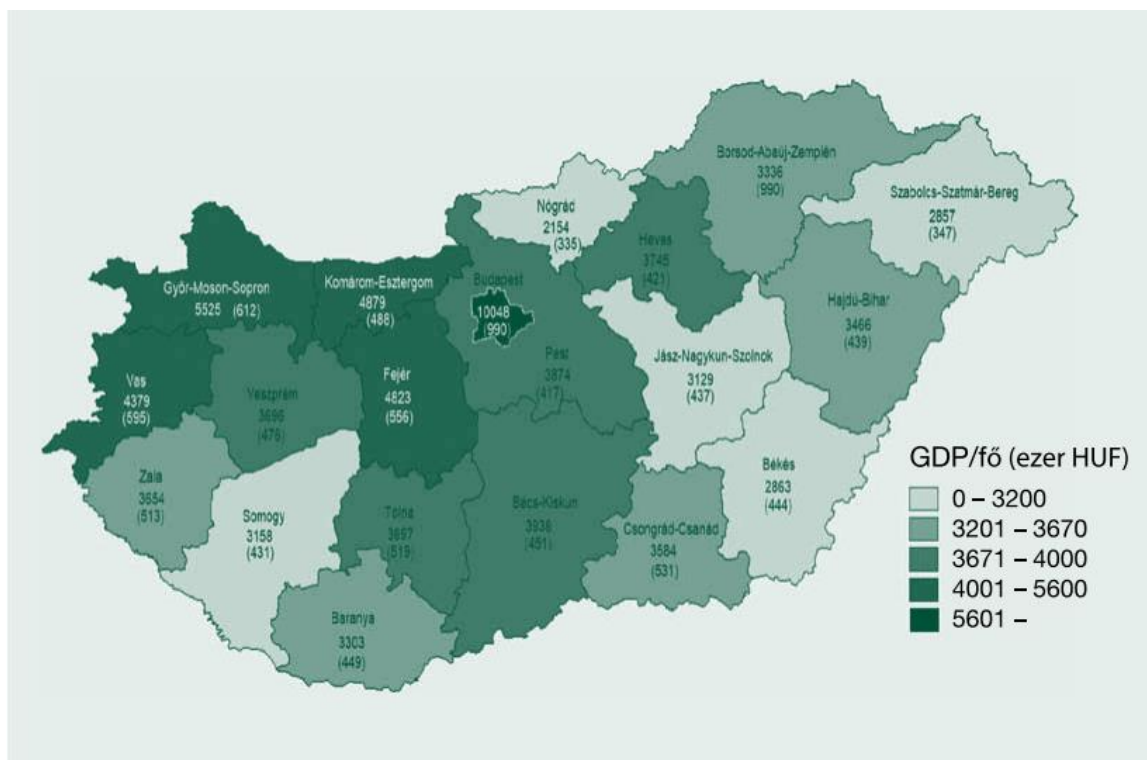 Borsod-Abaúj-Zemplén
3336
(990)
Szabolcs-Szatmár-Bereg
2857
(347)
Nógrád
2154
(335)
Heves
3745
(421)
Győr-Moson-Sopron
5525 (612)
Komárom-Esztergom
4879
(488)
Budapest
10048
(990)
Hajdú-Bihar
3466
(439)
Pest
3874
(417)
Jász-Nagykun-Szolnok
3129
(437)
Vas
4379
(595)
Veszprém
3696
(476)
Fejér
4823
(556)
Zala
3654
(513)
Somogy
3158
(431)
Tolna
(519)
Bács-Kiskun
3938
(451)
Csongrád-Csanád
3584
(531)
Békés
2863
(444)
Baranya
3303
(449)
GDP/fő (ezer HUF)
0 – 3200
3201 – 3670
3671 – 4000
4001 – 5600
5601 –